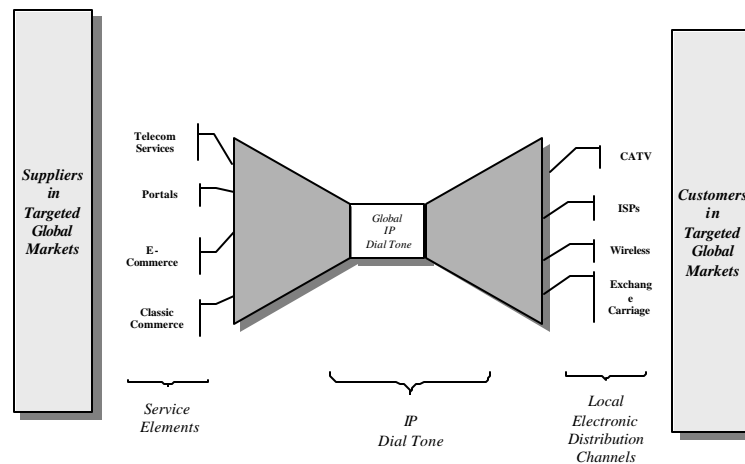 Suppliers
in
Targeted
Global
Markets
Telecom
Services
Portals
E-
Commerce
Classic
Commerce
Global
IP
Dial Tone
CATV
ISPs
Wireless
Exchang
e
Carriage
Customers
in
Targeted
Global
Markets
Service
Elements
IP
Dial Tone
Local
Electronic
Distribution
Channels